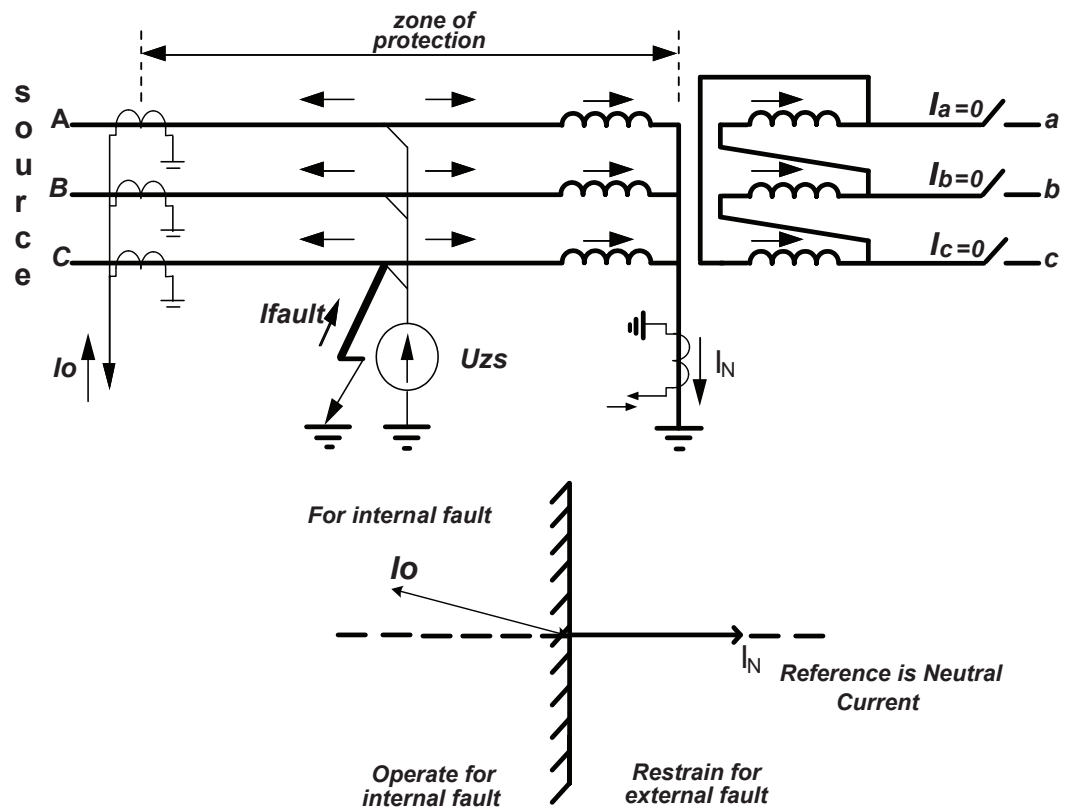 zone of
protection
source
A
B
C
Ia=0
a
Ib=0
b
Ic=0
c
Ifault
Uzs
Io
IN
For internal fault
Io
IN
Reference is Neutral
Current
Operate for
internal fault
Restrain for
external fault